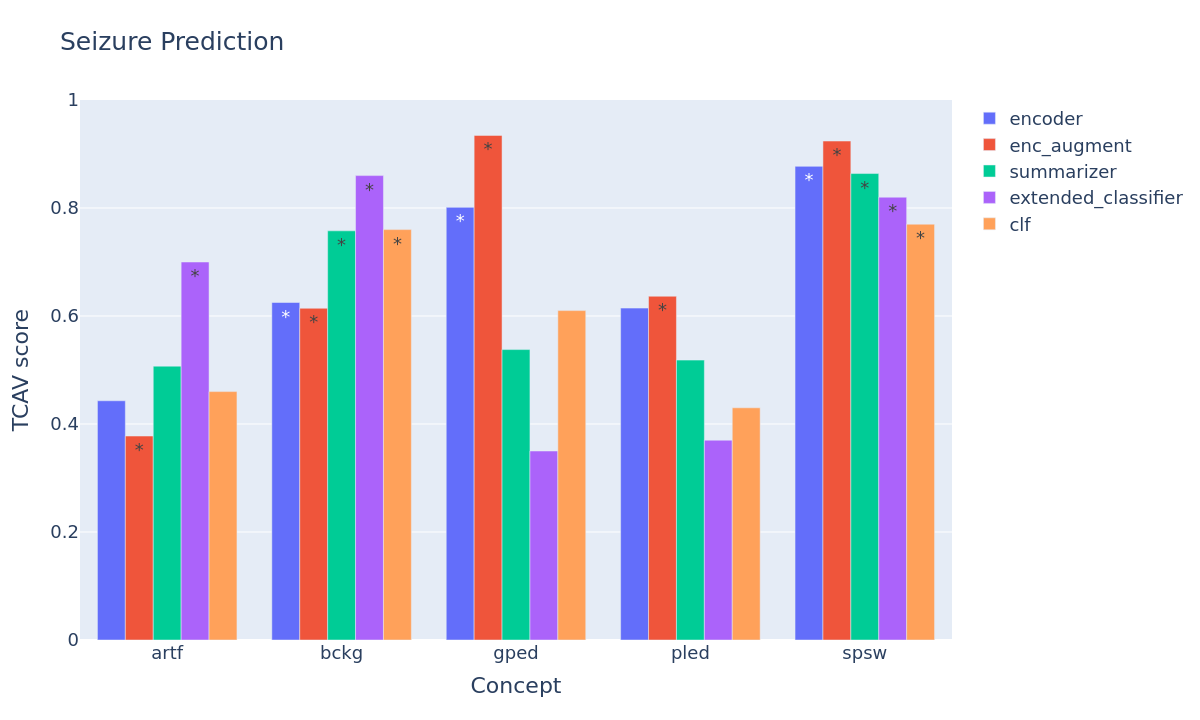 Seizure Prediction
1
0.8
0.6
0.4
0.2
0
TCAV score
* * * * * * * * * * * * * * *
artf bckg gped pled spsw
Concept
encoder
enc_augment
summarizer
extended_classifier
clf